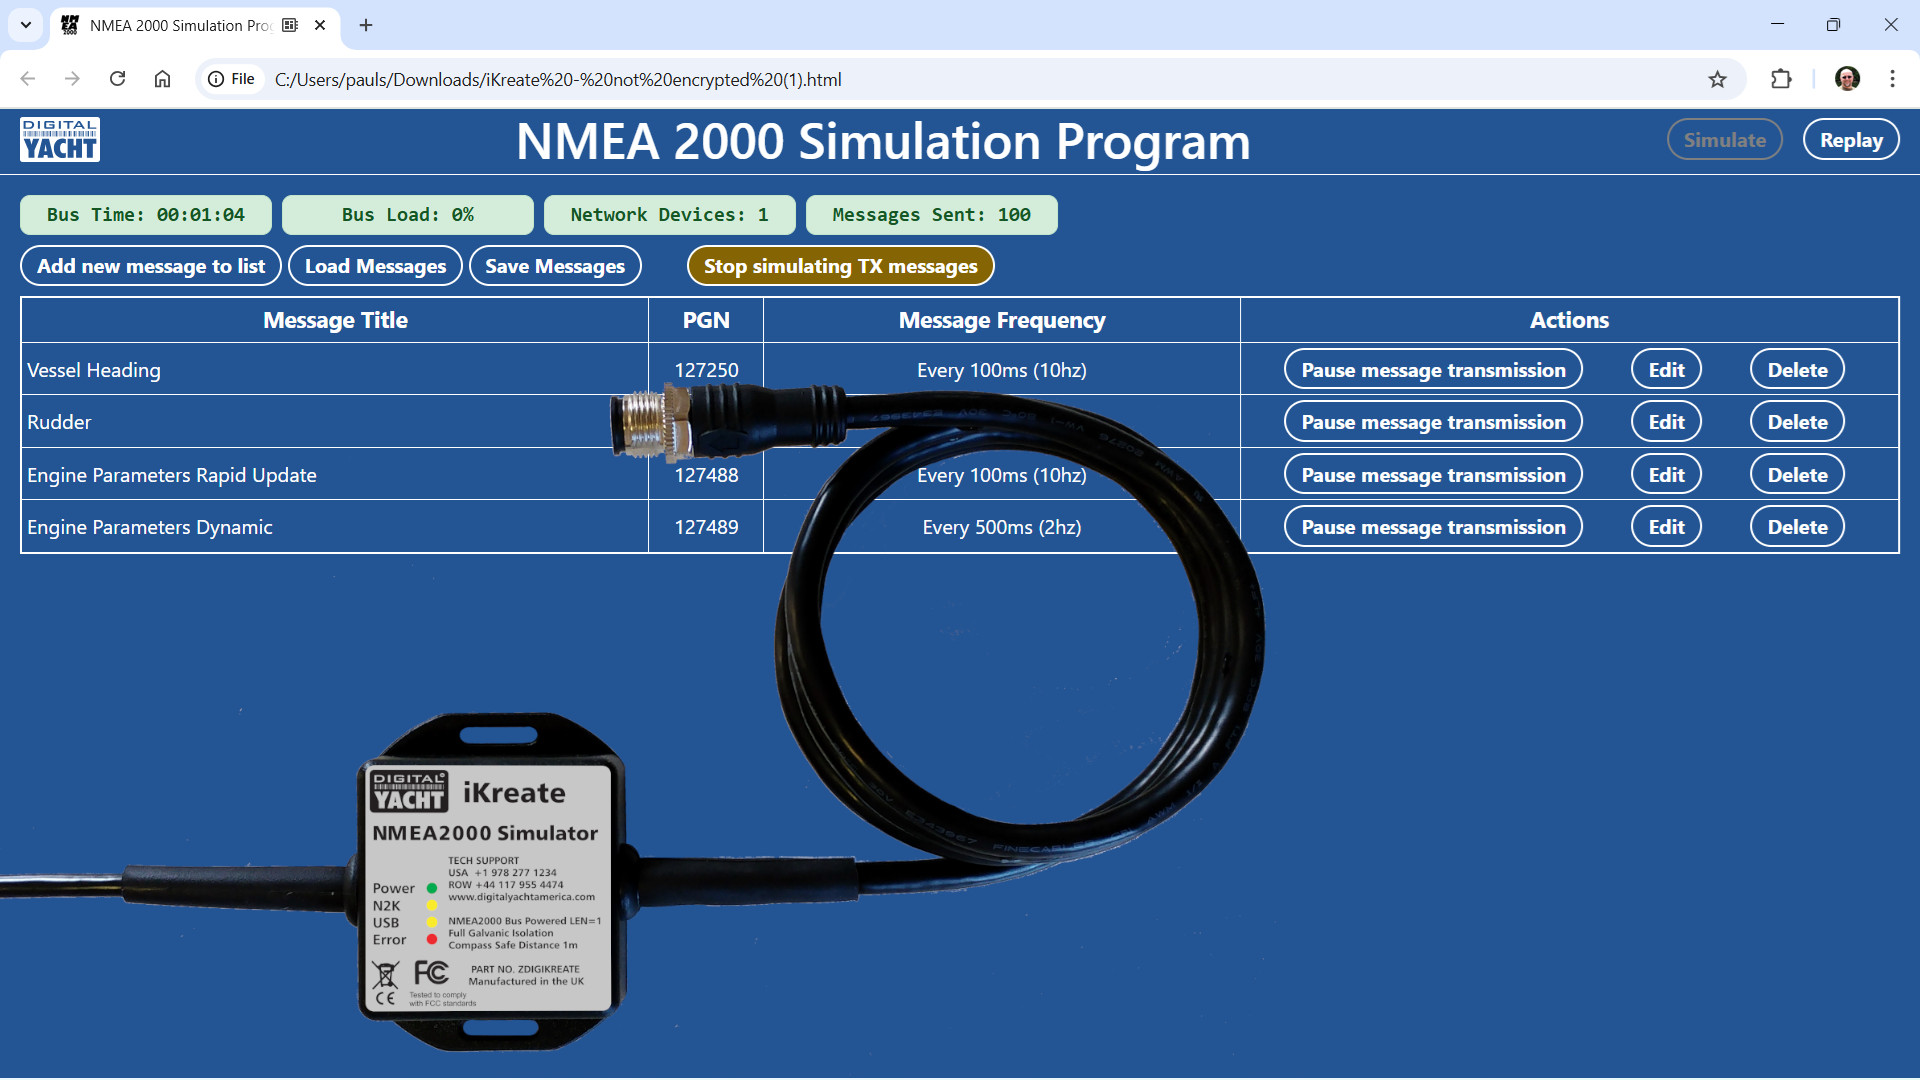 NMEA 2000 Simulation Prog
File
C:/Users/pauls/Downloads/iKreate%20-%20not%20encrypted%20(1).html
DIGITAL
YACHT
NMEA 2000 Simulation Program
Simulate
Replay
Bus Time: 00:01:04
Bus Load: 0%
Network Devices: 1
Messages Sent: 100
Add new message to list
Load Messages
Save Messages
Stop simulating TX messages
Message Title PGN Message Frequency Actions
Vessel Heading 127250 Every 100ms (10hz) Pause message transmission Edit Delete
Rudder Pause message transmission Edit Delete
Engine Parameters Rapid Update 127488 Every 100ms (10hz) Pause message transmission Edit Delete
Engine Parameters Dynamic 127489 Every 500ms (2hz) Pause message transmission Edit Delete
DIGITAL
YACHT
iKreate
NMEA2000 Simulator
TECH SUPPORT
USA +1 978 277 1234
ROW +44 117 955 4474
www.digitalyachtamerica.com
Power
N2K
USB
Error
NMEA2000 Bus Powered LEN=1
Full Galvanic Isolation
Compass Safe Distance 1m
FC
CE
PART NO. ZDIGIKREATE
Manufactured in the UK
Tested to comply
with FCC standards